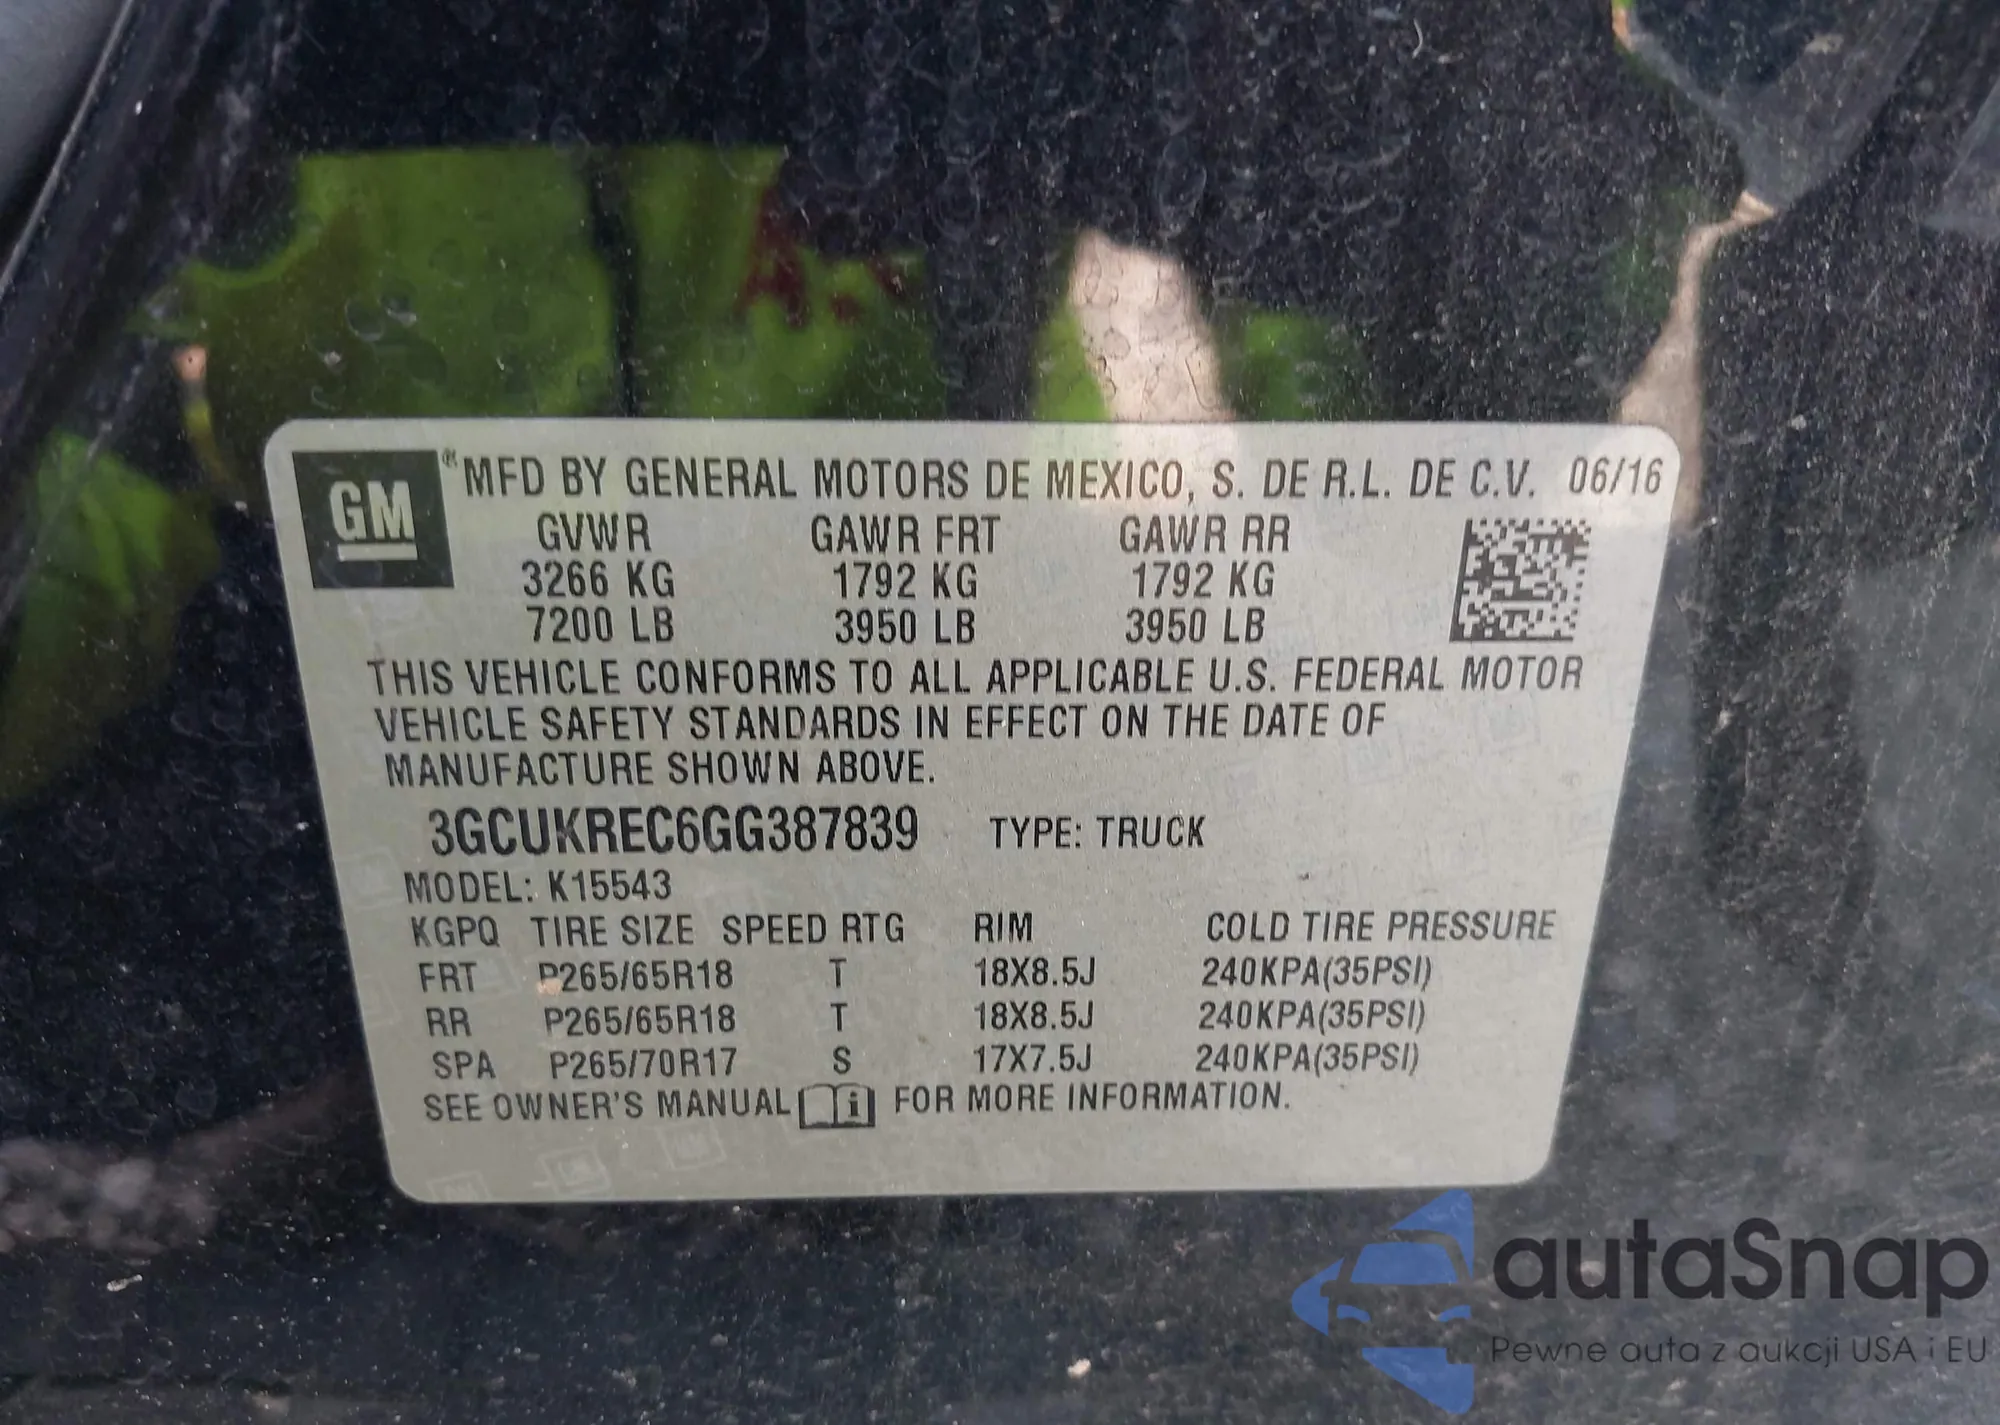 GM ® MFD BY GENERAL MOTORS DE MEXICO, S. DE R.L. DE C.V. 06/16
GVWR GAWR FRT GAWR RR
3266 KG 1792 KG 1792 KG
7200 LB 3950 LB 3950 LB
THIS VEHICLE CONFORMS TO ALL APPLICABLE U.S. FEDERAL MOTOR
VEHICLE SAFETY STANDARDS IN EFFECT ON THE DATE OF
MANUFACTURE SHOWN ABOVE.
3GCUKREC6GG387839 TYPE: TRUCK
MODEL: K15543
KGPQ TIRE SIZE SPEED RTG RIM COLD TIRE PRESSURE
FRT P265/65R18 T 18X8.5J 240KPA(35PSI)
RR P265/65R18 T 18X8.5J 240KPA(35PSI)
SPA P265/70R17 S 17X7.5J 240KPA(35PSI)
SEE OWNER'S MANUAL i FOR MORE INFORMATION.
autaSnap
Pewne auta z aukcji USA i EU